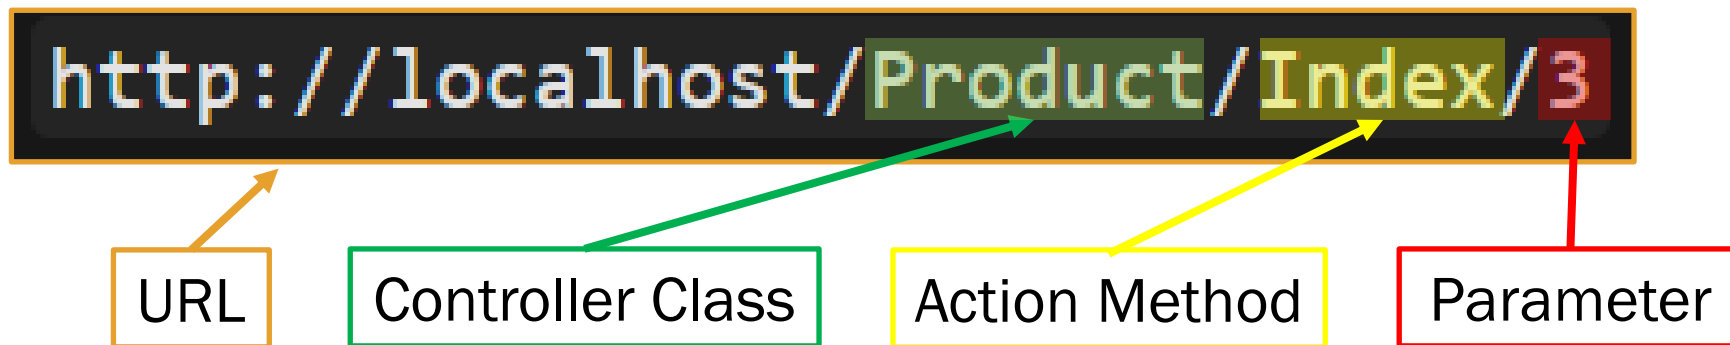 http://localhost/Product/Index/3
URL Controller Class Action Method Parameter